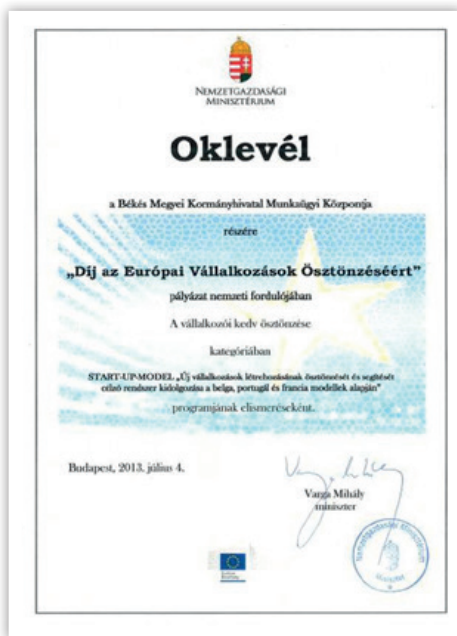 NEMZETGAZDASÁGI
MINISZTÉRIUM
Oklevél
a Békés Megyei Kormányhivatal Munkaügyi Központja
részére
„Díj az Európai Vállalkozások Ösztönzéséért”
pályázat nemzeti fordulójában
A vállalkozói kedv ösztönzése
kategóriában
START-UP-MODEL „Új vállalkozások létrehozásának ösztönzését és segítését
célzó rendszer kidolgozása a belga, portugál és francia modellek alapján”
programjának elismeréseként.
Budapest, 2013. július 4.
Varga Mihály
miniszter
Nemzetgazdasági Minisztérium